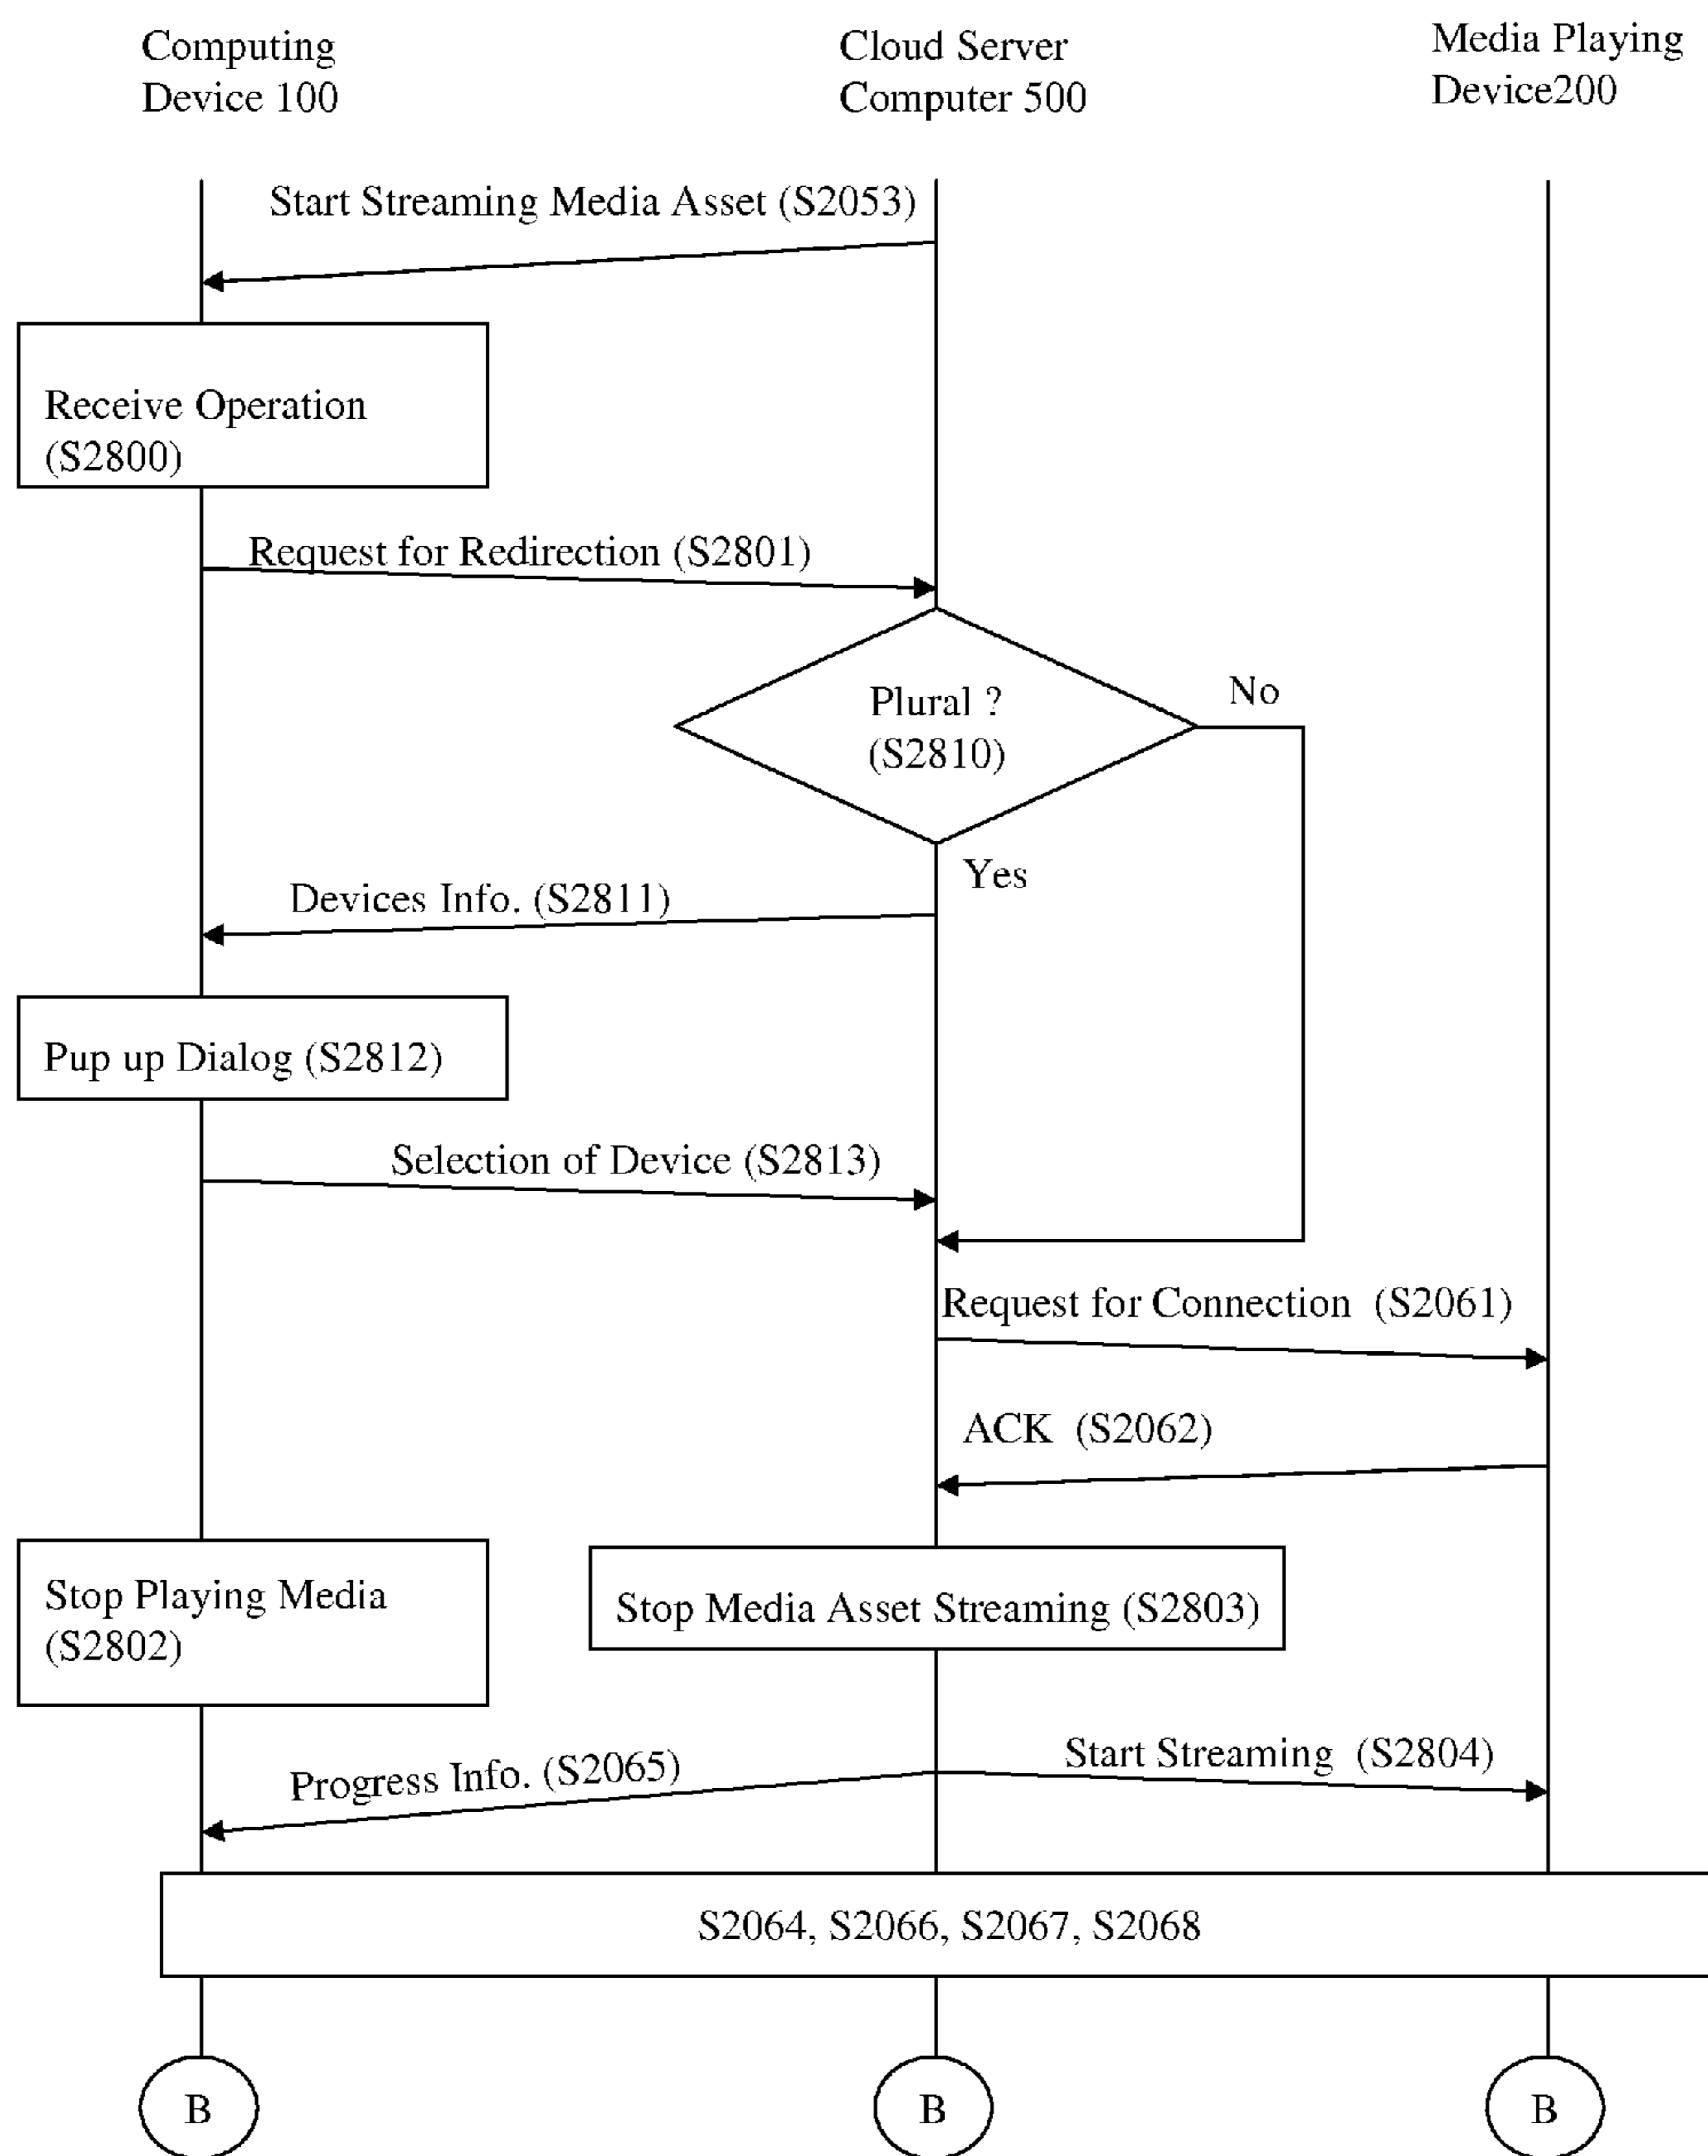 Computing
Device 100
Cloud Server
Computer 500
Media Playing
Device200
Start Streaming Media Asset (S2053)
Receive Operation
(S2800)
Request for Redirection (S2801)
Plural ?
(S2810)
No
Yes
Devices Info. (S2811)
Pup up Dialog (S2812)
Selection of Device (S2813)
Request for Connection (S2061)
ACK (S2062)
Stop Playing Media
(S2802)
Stop Media Asset Streaming (S2803)
Progress Info. (S2065)
Start Streaming (S2804)
S2064, S2066, S2067, S2068
B
B
B